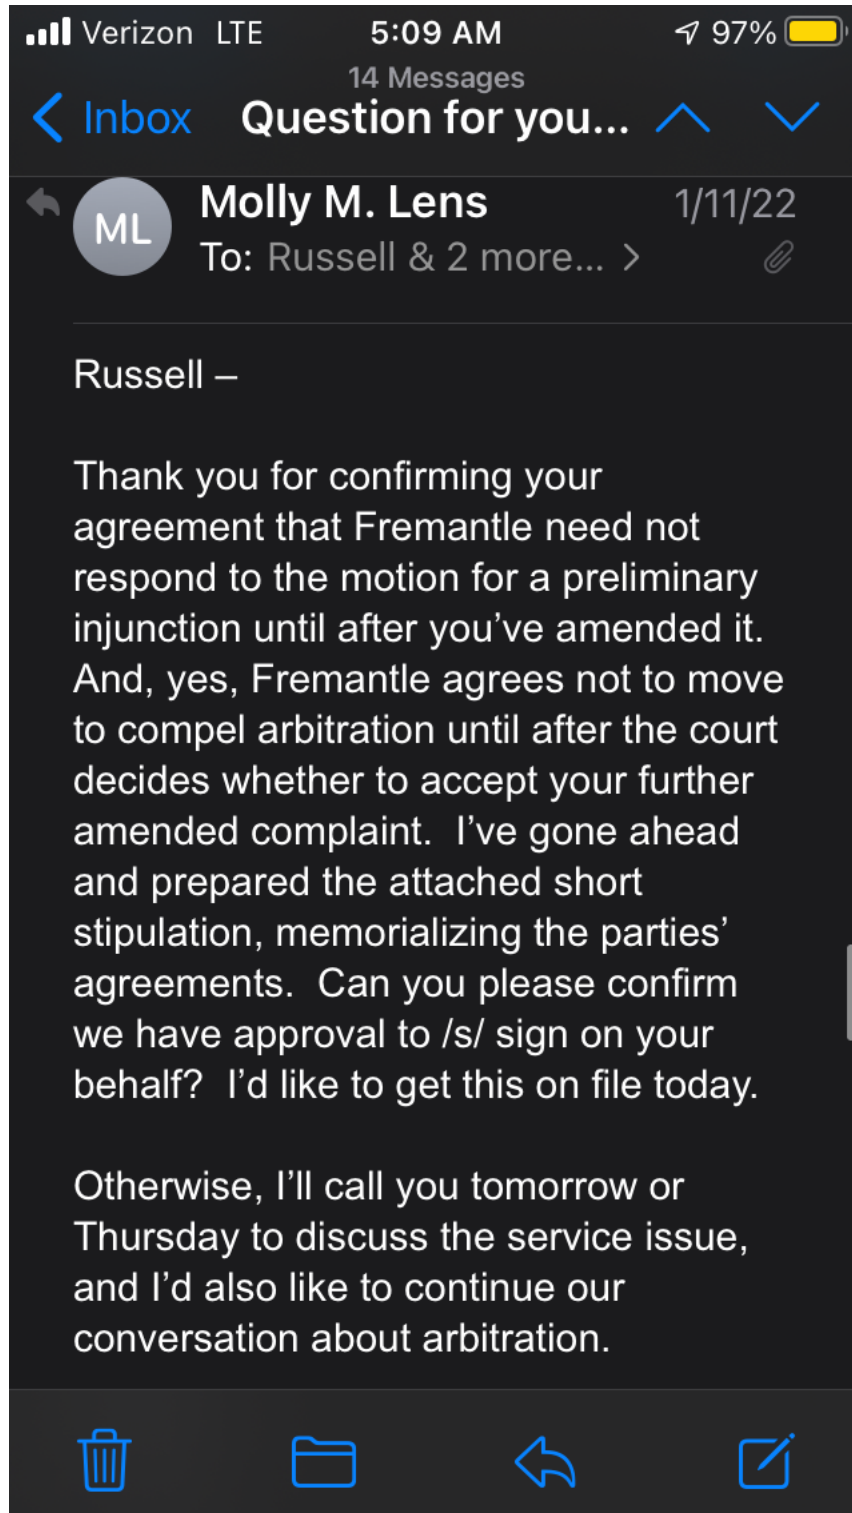 Verizon LTE 5:09 AM 97%
14 Messages
Inbox Question for you...
ML Molly M. Lens 1/11/22
To: Russell & 2 more...
Russell –
Thank you for confirming your
agreement that Fremantle need not
respond to the motion for a preliminary
injunction until after you’ve amended it.
And, yes, Fremantle agrees not to move
to compel arbitration until after the court
decides whether to accept your further
amended complaint.  I’ve gone ahead
and prepared the attached short
stipulation, memorializing the parties’
agreements.  Can you please confirm
we have approval to /s/ sign on your
behalf?  I’d like to get this on file today.
Otherwise, I’ll call you tomorrow or
Thursday to discuss the service issue,
and I’d also like to continue our
conversation about arbitration.